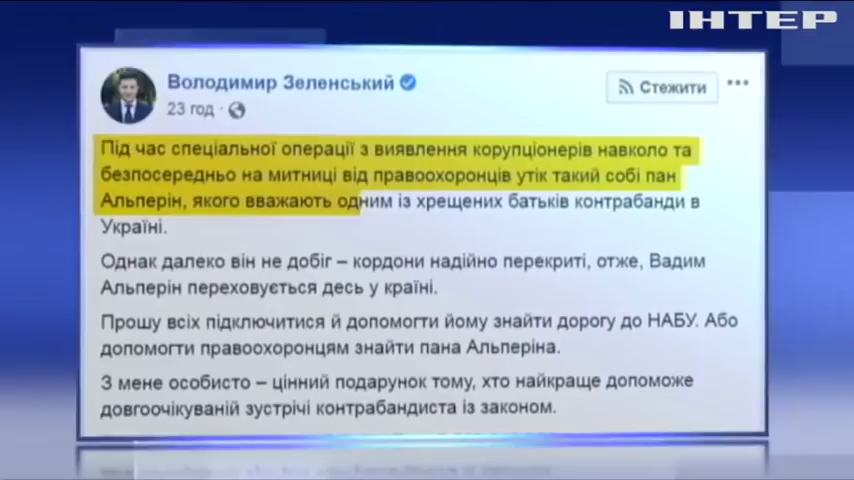 ІНТЕР
Володимир Зеленський
23 год ·
Стежити
Під час спеціальної операції з виявлення корупціонерів навколо та
безпосередньо на митниці від правоохоронців утік такий собі пан
Альперін, якого вважають одним із хрещених батьків контрабанди в
Україні.
Однак далеко він не добіг – кордони надійно перекриті, отже, Вадим
Альперін переховується десь у країні.
Прошу всіх підключитися й допомогти йому знайти дорогу до НАБУ. Або
допомогти правоохоронцям знайти пана Альперіна.
З мене особисто – цінний подарунок тому, хто найкраще допоможе
довгоочікуваній зустрічі контрабандиста із законом.